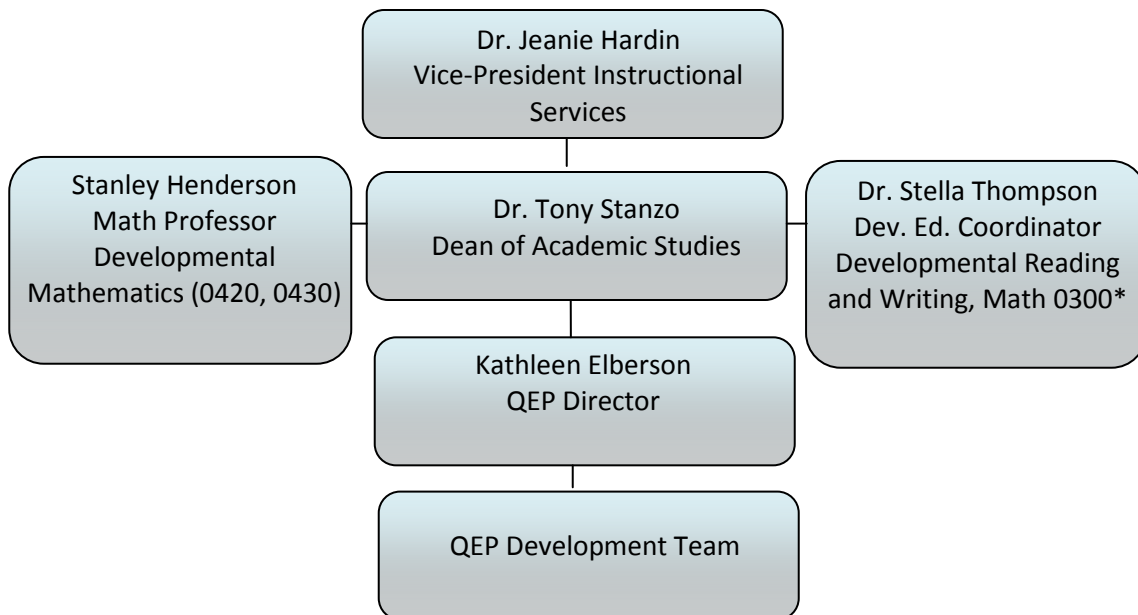 Dr. Jeanie Hardin
Vice-President Instructional
Services
Stanley Henderson
Math Professor
Developmental
Mathematics (0420, 0430)
Dr. Tony Stanzo
Dean of Academic Studies
Dr. Stella Thompson
Dev. Ed. Coordinator
Developmental Reading
and Writing, Math 0300*
Kathleen Elberson
QEP Director
QEP Development Team